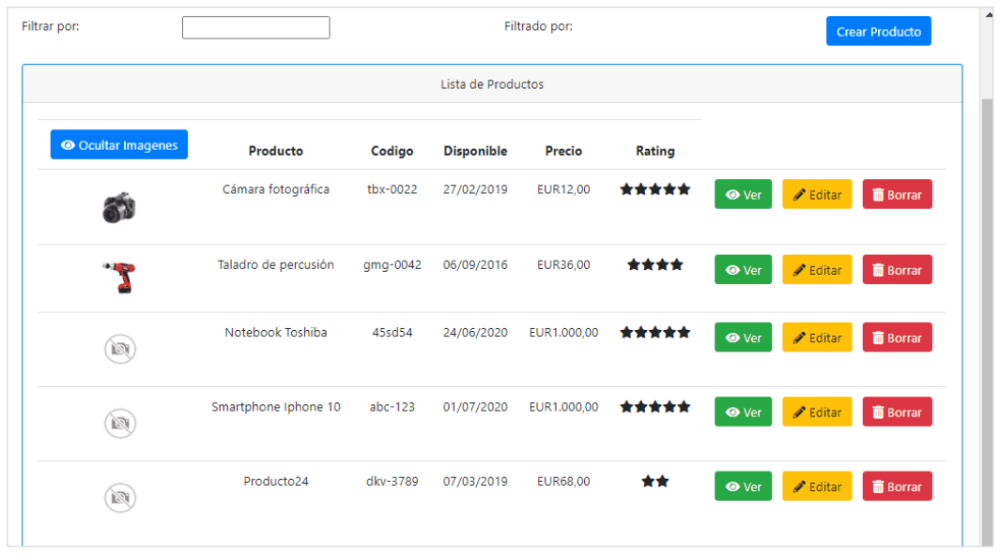 Filtrar por: Filtrado por: Crear Producto
Lista de Productos
Ocultar Imagenes Producto Codigo Disponible Precio Rating
Cámara fotográfica tbx-0022 27/02/2019 EUR12,00 Ver Editar Borrar
Taladro de percusión gmg-0042 06/09/2016 EUR36,00 Ver Editar Borrar
Notebook Toshiba 45sd54 24/06/2020 EUR1.000,00 Ver Editar Borrar
Smartphone Iphone 10 abc-123 01/07/2020 EUR1.000,00 Ver Editar Borrar
Producto24 dkv-3789 07/03/2019 EUR68,00 Ver Editar Borrar